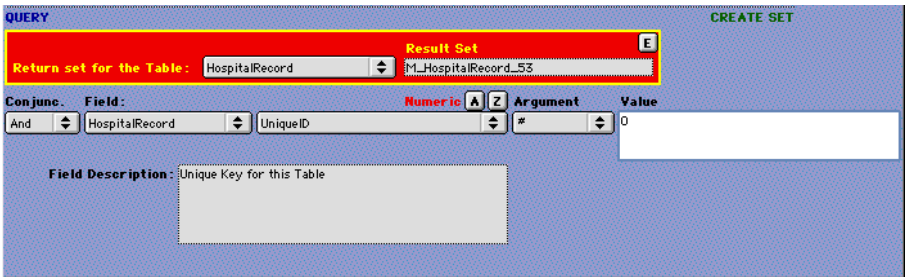 QUERY CREATE SET
Result Set E
Return set for the Table: HospitalRecord M_HospitalRecord_53
Conjunc. Field: Numeric A Z Argument Value
And HospitalRecord UniqueID # 0
Field Description: Unique Key for this Table